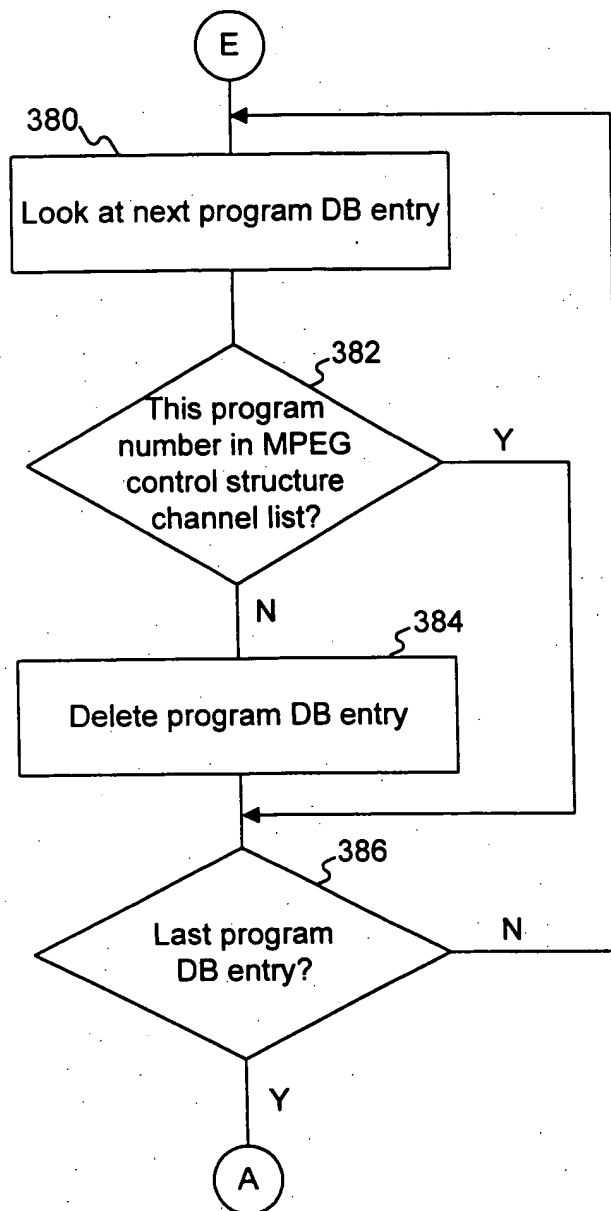 E
380
Look at next program DB entry
382
This program
number in MPEG
control structure
channel list?
Y
N
384
Delete program DB entry
386
Last program
DB entry?
N
Y
A